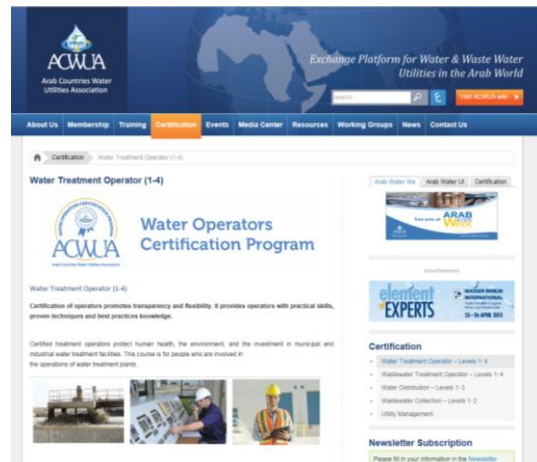 ACWUA
Arab Countries Water
Utilities Association
Exchange Platform for Water & Waste Water
Utilities in the Arab World
ع
About Us Membership Training Certification Events Media Center Resources Working Groups News Contact Us
Certification Water Treatment Operator (1-4)
Water Treatment Operator (1-4)
ACWUA
Water Operators
Certification Program
Arab Water We Arab Water Ut Certification
ARAB
WEEK
Advertisement
element
EXPERTS
WASSER BERLIN
INTERNATIONAL
Water Treatment Operator (1-4)
Certification of operators promotes transparency and flexibility. It provides operators with practical skills,
proven techniques and best practices knowledge.
Certified treatment operators protect human health, the environment, and the investment in municipal and
industrial water treatment facilities. This course is for people who are involved in
the operations of water treatment plants.
Certification
Water Treatment Operator – Levels 1-4
Wastewater Treatment Operator – Levels 1-4
Water Distribution – Levels 1-3
Wastewater Collection – Levels 1-2
Utility Management
Newsletter Subscription
Please fill in your information in the Newsletter